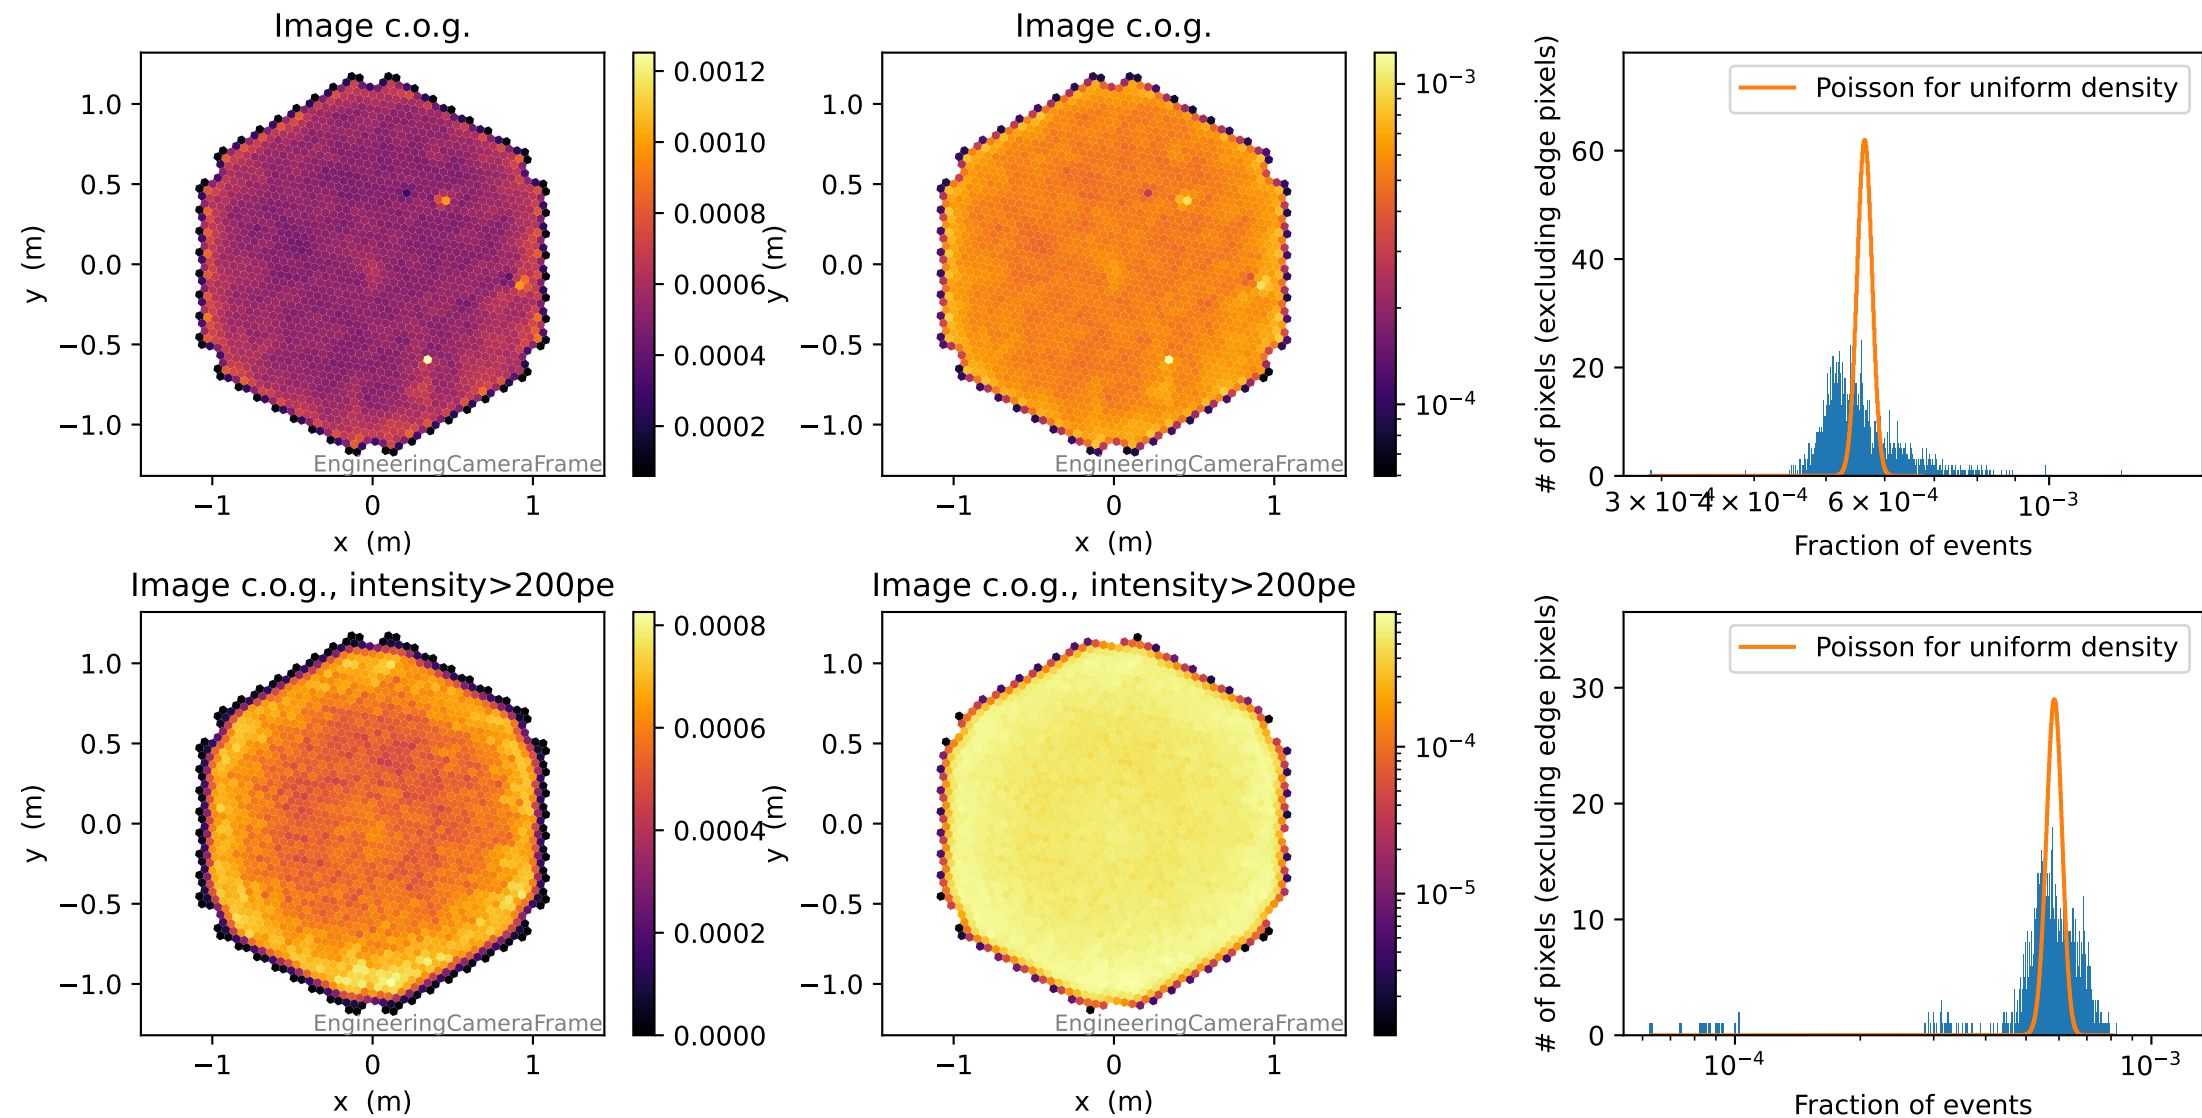 Image c.o.g.
y (m)
1.0
0.5
0.0
−0.5
−1.0
−1
0
1
x (m)
EngineeringCameraFrame
0.0012
0.0010
0.0008
0.0006
0.0004
0.0002
Image c.o.g.
y (m)
1.0
0.5
0.0
−0.5
−1.0
−1
0
1
x (m)
EngineeringCameraFrame
10⁻³
10⁻⁴
# of pixels (excluding edge pixels)
60
40
20
0
Poisson for uniform density
3 × 10⁻⁴
4 × 10⁻⁴
6 × 10⁻⁴
10⁻³
Fraction of events
Image c.o.g., intensity>200pe
y (m)
1.0
0.5
0.0
−0.5
−1.0
−1
0
1
x (m)
EngineeringCameraFrame
0.0008
0.0006
0.0004
0.0002
0.0000
Image c.o.g., intensity>200pe
y (m)
1.0
0.5
0.0
−0.5
−1.0
−1
0
1
x (m)
EngineeringCameraFrame
10⁻⁴
10⁻⁵
# of pixels (excluding edge pixels)
30
20
10
0
Poisson for uniform density
10⁻⁴
10⁻³
Fraction of events